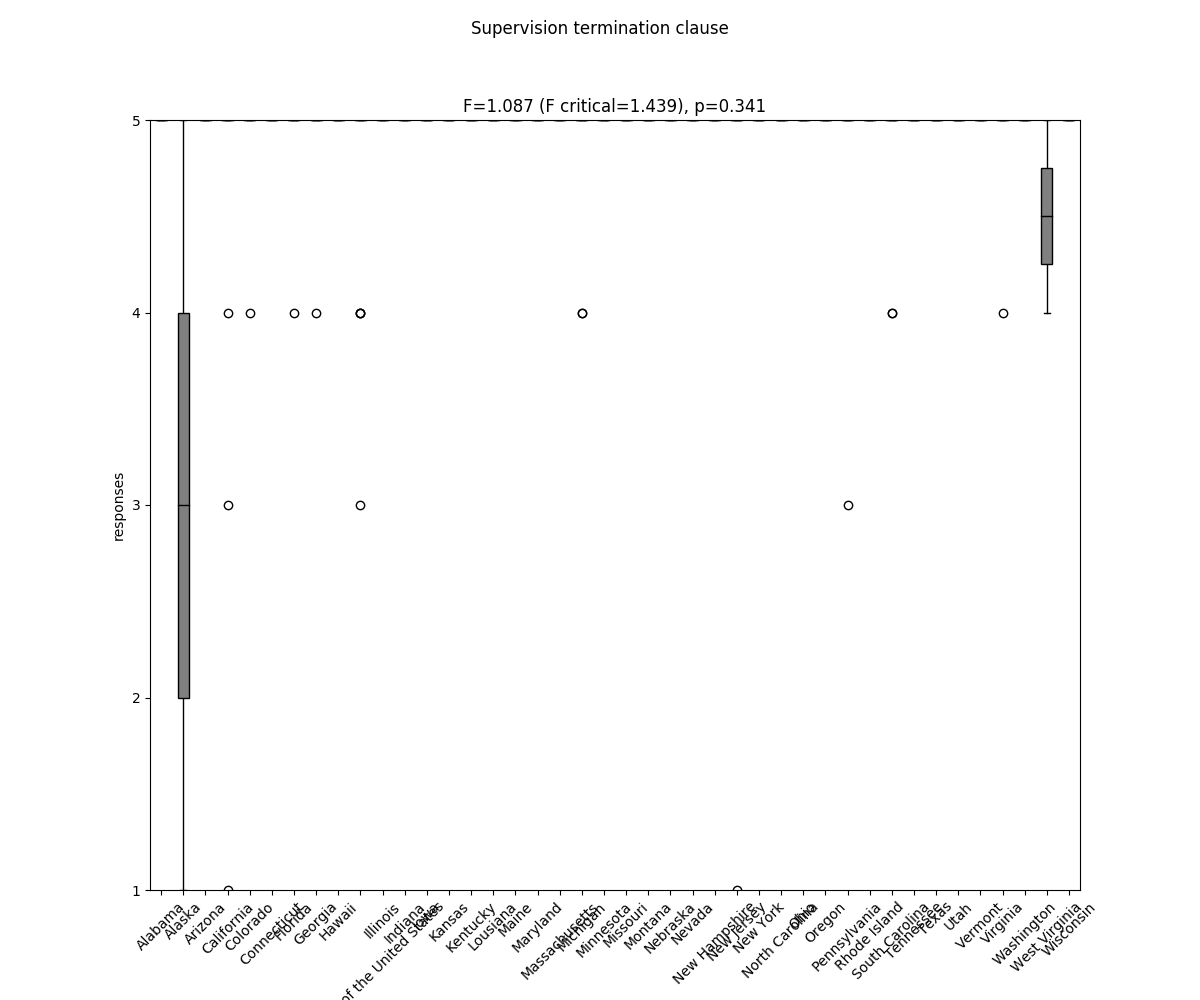 Supervision termination clause
F=1.087 (F critical=1.439), p=0.341
5
4
3
2
1
responses
Alabama
Alaska
Arizona
California
Colorado
Connecticut
Florida
Georgia
Hawaii
Illinois
Indiana
of the United States
Kansas
Kentucky
Lousiana
Maine
Maryland
Massachusetts
Michigan
Minnesota
Missouri
Montana
Nebraska
Nevada
New Hampshire
New Jersey
New York
North Carolina
Ohio
Oregon
Pennsylvania
Rhode Island
South Carolina
Tennessee
Texas
Utah
Vermont
Virginia
Washington
West Virginia
Wisconsin